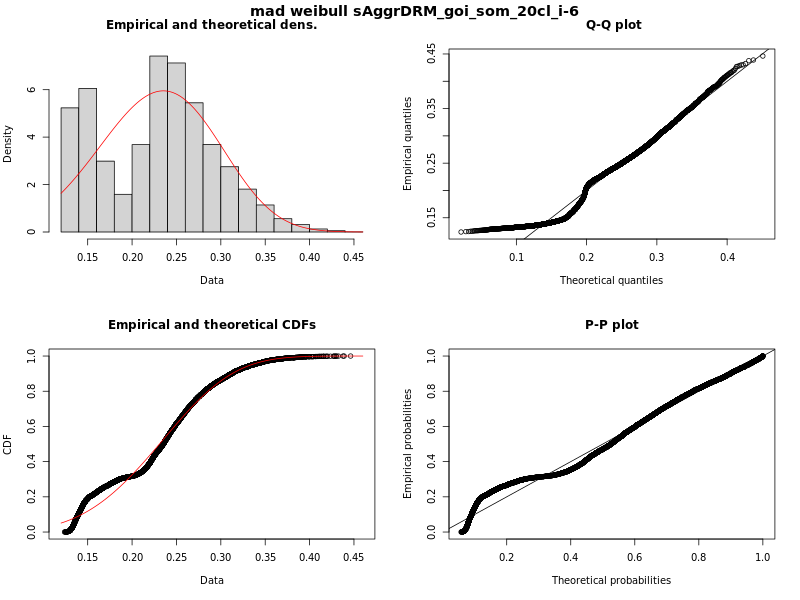 mad weibull sAggrDRM_goi_som_20cl_i-6
Empirical and theoretical dens.
Density
0 2 4 6
0.15 0.20 0.25 0.30 0.35 0.40 0.45
Data
Q-Q plot
Empirical quantiles
0.15 0.25 0.35 0.45
0.1 0.2 0.3 0.4
Theoretical quantiles
Empirical and theoretical CDFs
CDF
0.0 0.2 0.4 0.6 0.8 1.0
0.15 0.20 0.25 0.30 0.35 0.40 0.45
Data
P-P plot
Empirical probabilities
0.0 0.2 0.4 0.6 0.8 1.0
0.2 0.4 0.6 0.8 1.0
Theoretical probabilities